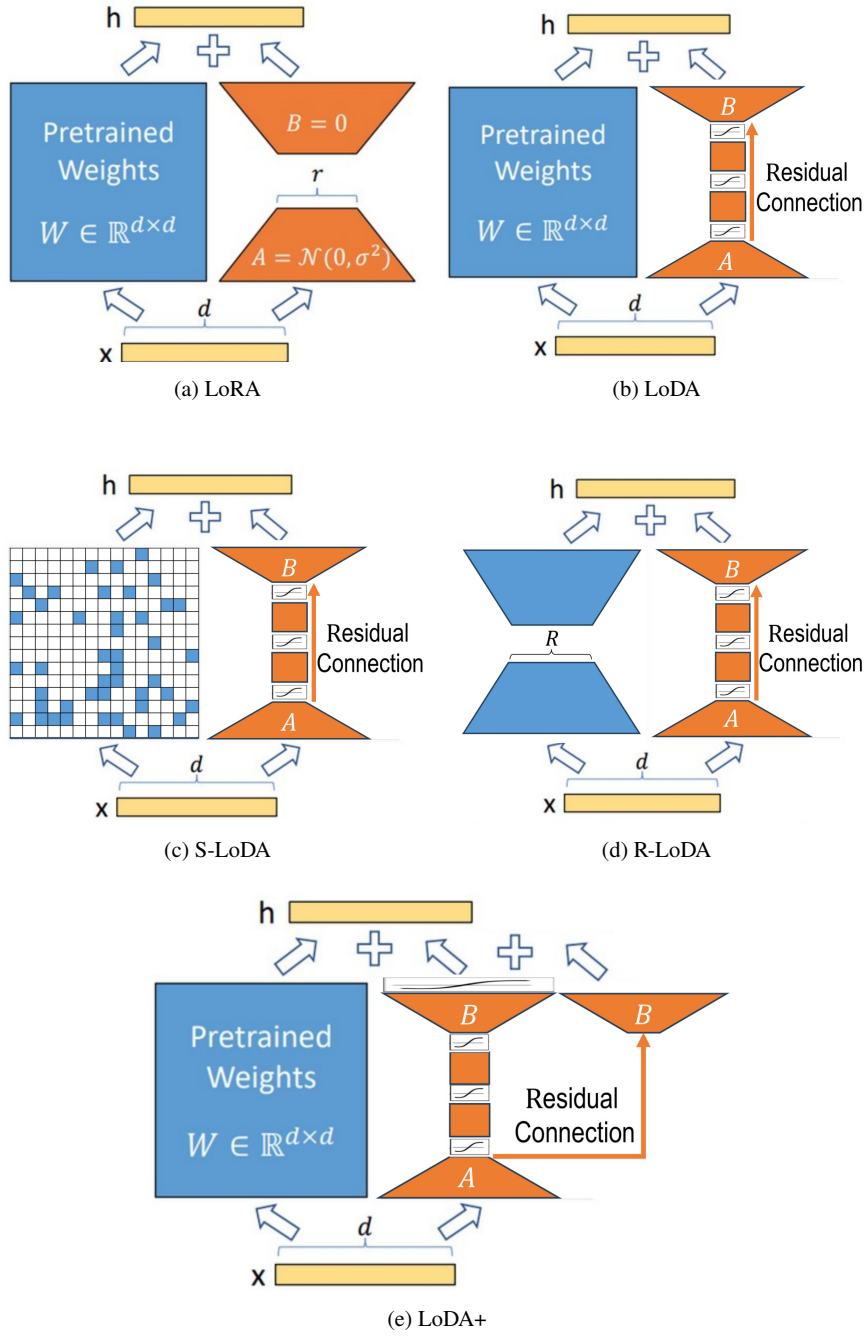 h
Pretrained
Weights
W ∈ ℝ^{d×d}
B = 0
r
A = 𝒩(0, σ²)
d
x
(a) LoRA
h
Pretrained
Weights
W ∈ ℝ^{d×d}
B
Residual
Connection
A
d
x
(b) LoDA
h
B
Residual
Connection
A
d
x
(c) S-LoDA
h
R
B
Residual
Connection
A
d
x
(d) R-LoDA
h
Pretrained
Weights
W ∈ ℝ^{d×d}
B
B
Residual
Connection
A
d
x
(e) LoDA+